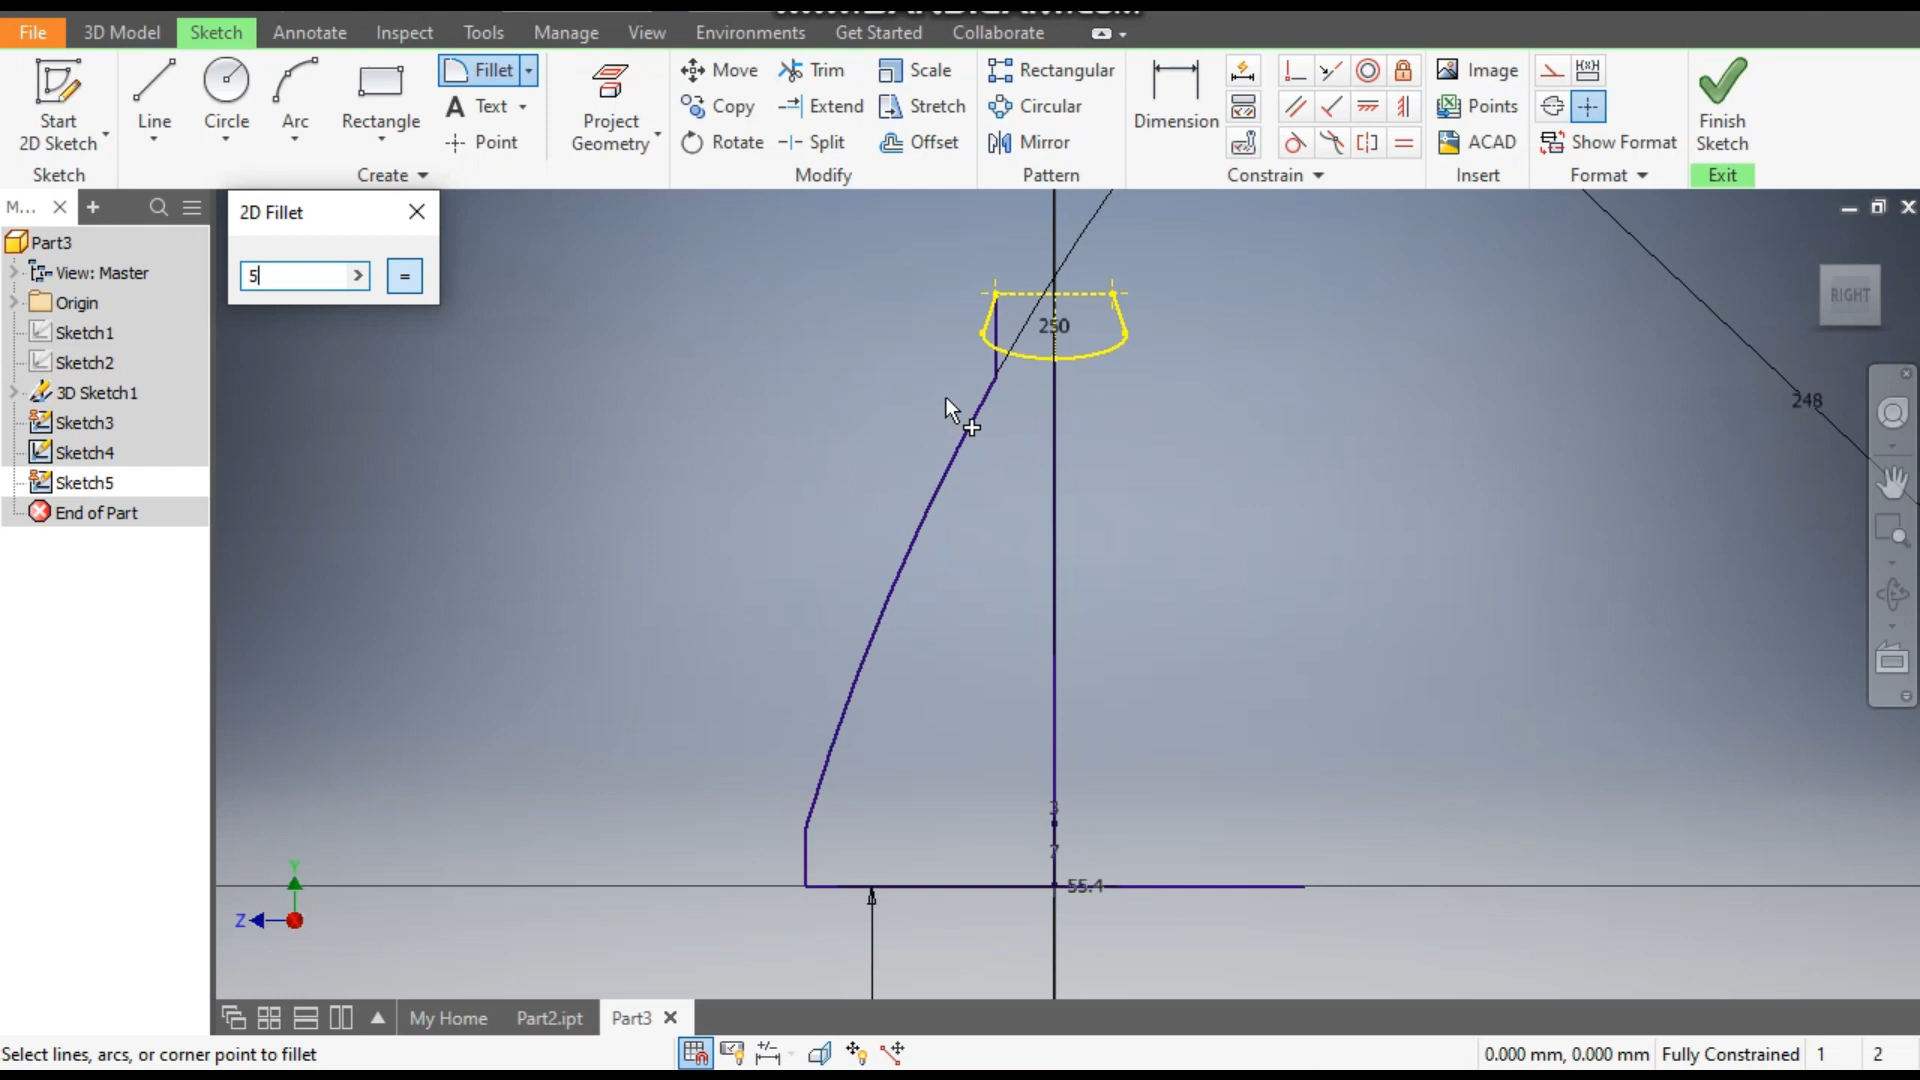 File 3D Model Sketch Annotate Inspect Tools Manage View Environments Get Started Collaborate
Start
2D Sketch
Line
Circle
Arc
Rectangle
Fillet
Text
Point
Project
Geometry
Move
Copy
Rotate
Trim
Extend
Split
Scale
Stretch
Offset
Rectangular
Circular
Mirror
Dimension
Image
Points
ACAD
Show Format
Finish
Sketch
Sketch Create Modify Pattern Constrain Insert Format Exit
M...
2D Fillet
5
=
Part3
View: Master
Origin
Sketch1
Sketch2
3D Sketch1
Sketch3
Sketch4
Sketch5
End of Part
RIGHT
250
248
3
7
55.4
Y
Z
My Home Part2.ipt Part3
Select lines, arcs, or corner point to fillet
0.000 mm, 0.000 mm Fully Constrained 1 2